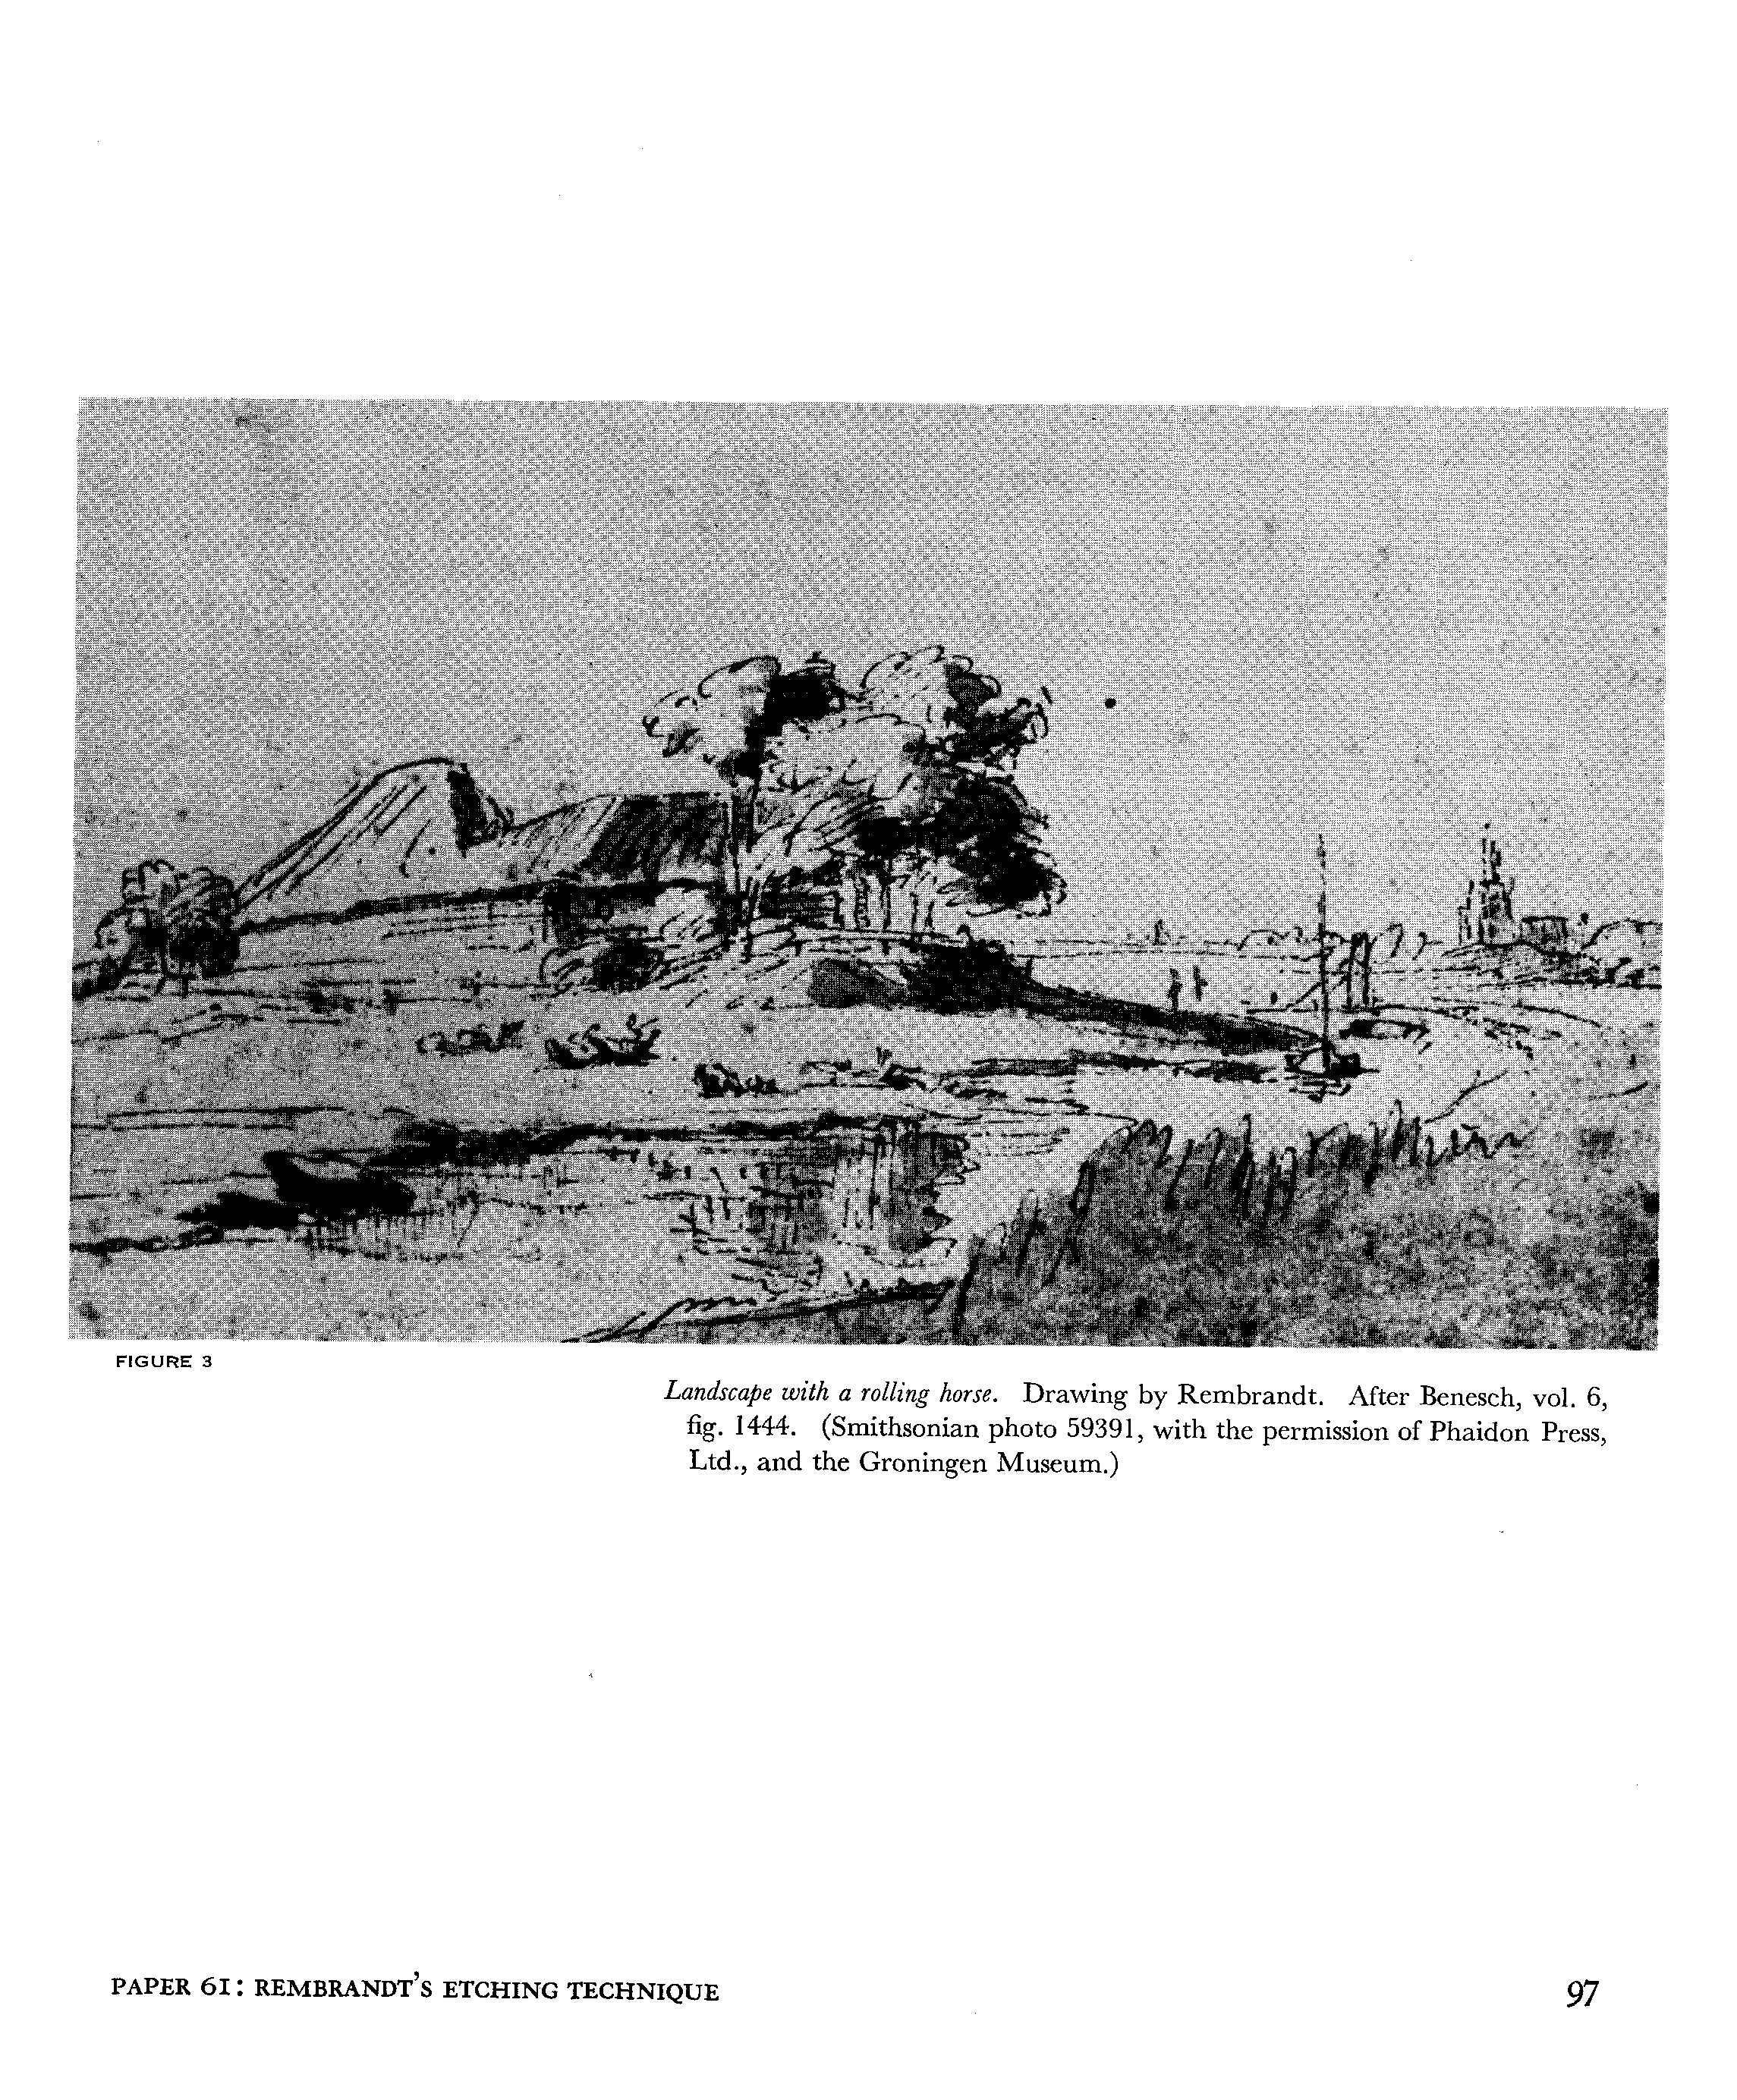 FIGURE 3
Landscape with a rolling horse. Drawing by Rembrandt. After Benesch, vol. 6,
fig. 1444. (Smithsonian photo 59391, with the permission of Phaidon Press,
Ltd., and the Groningen Museum.)
PAPER 61: REMBRANDT'S ETCHING TECHNIQUE
97